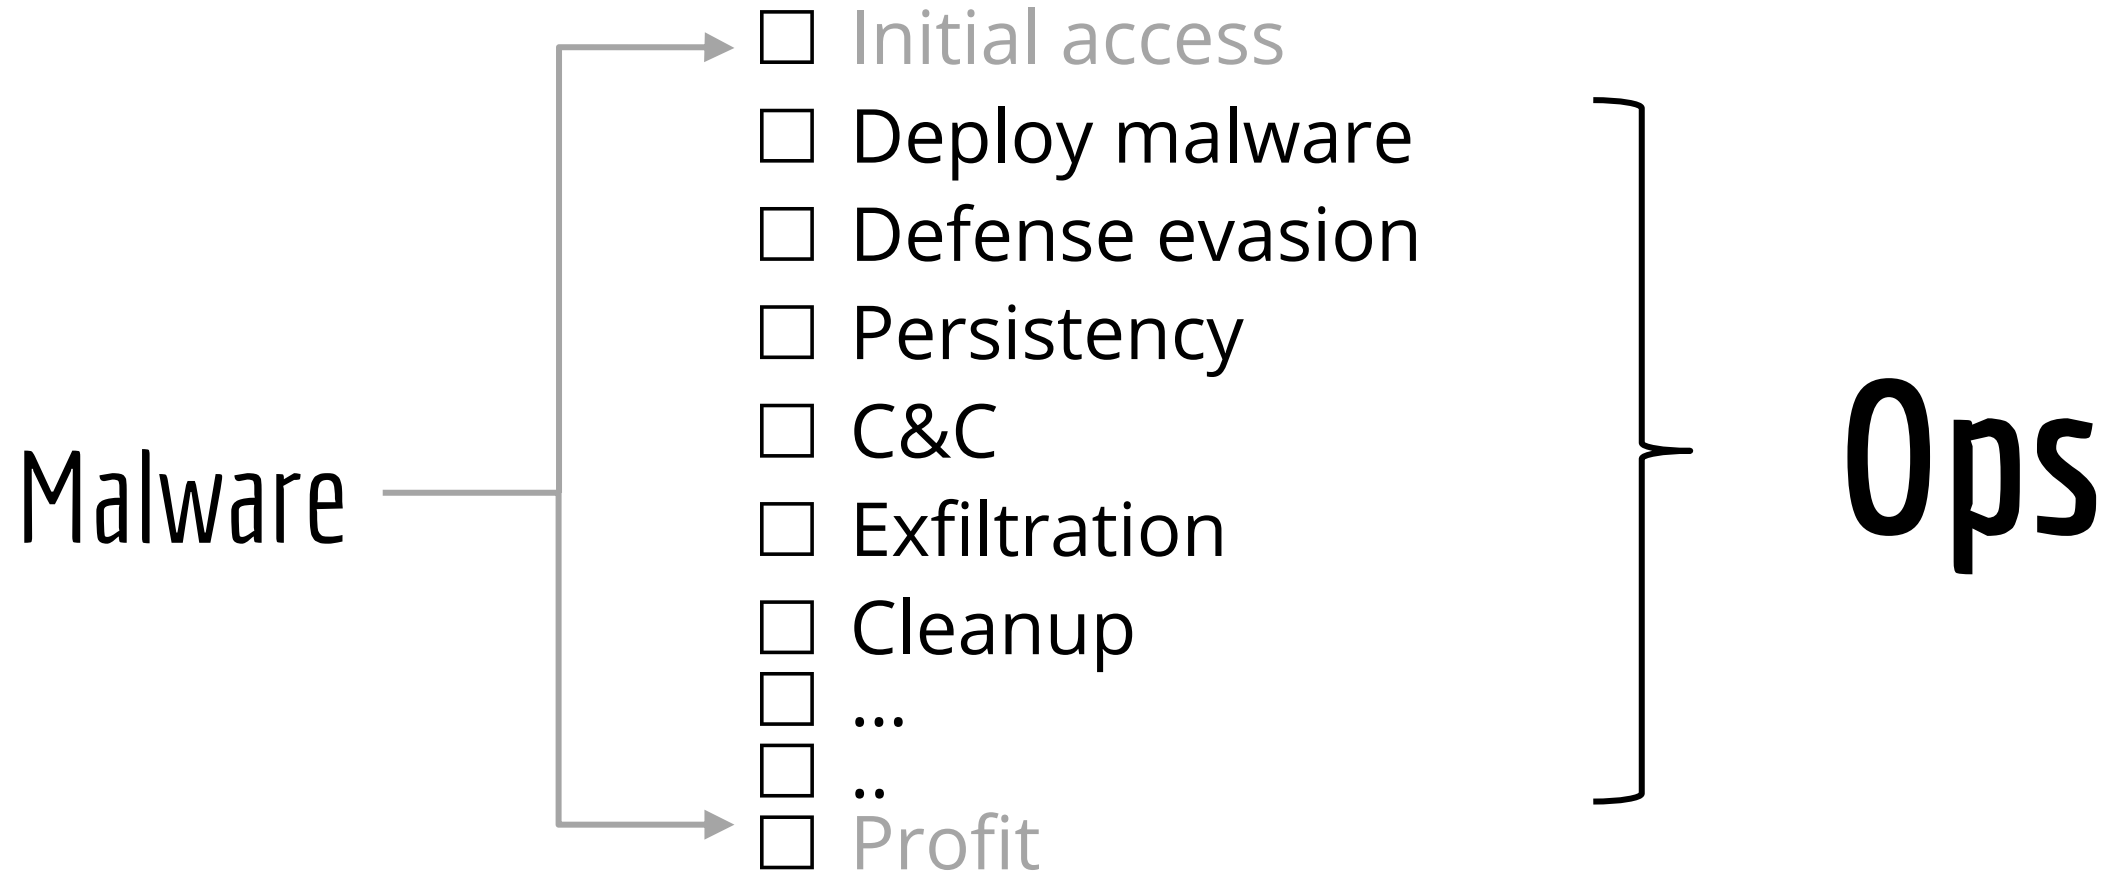 Initial access
Deploy malware
Defense evasion
Persistency
C&C
Exfiltration
Cleanup
...
..
Profit
Malware
Ops